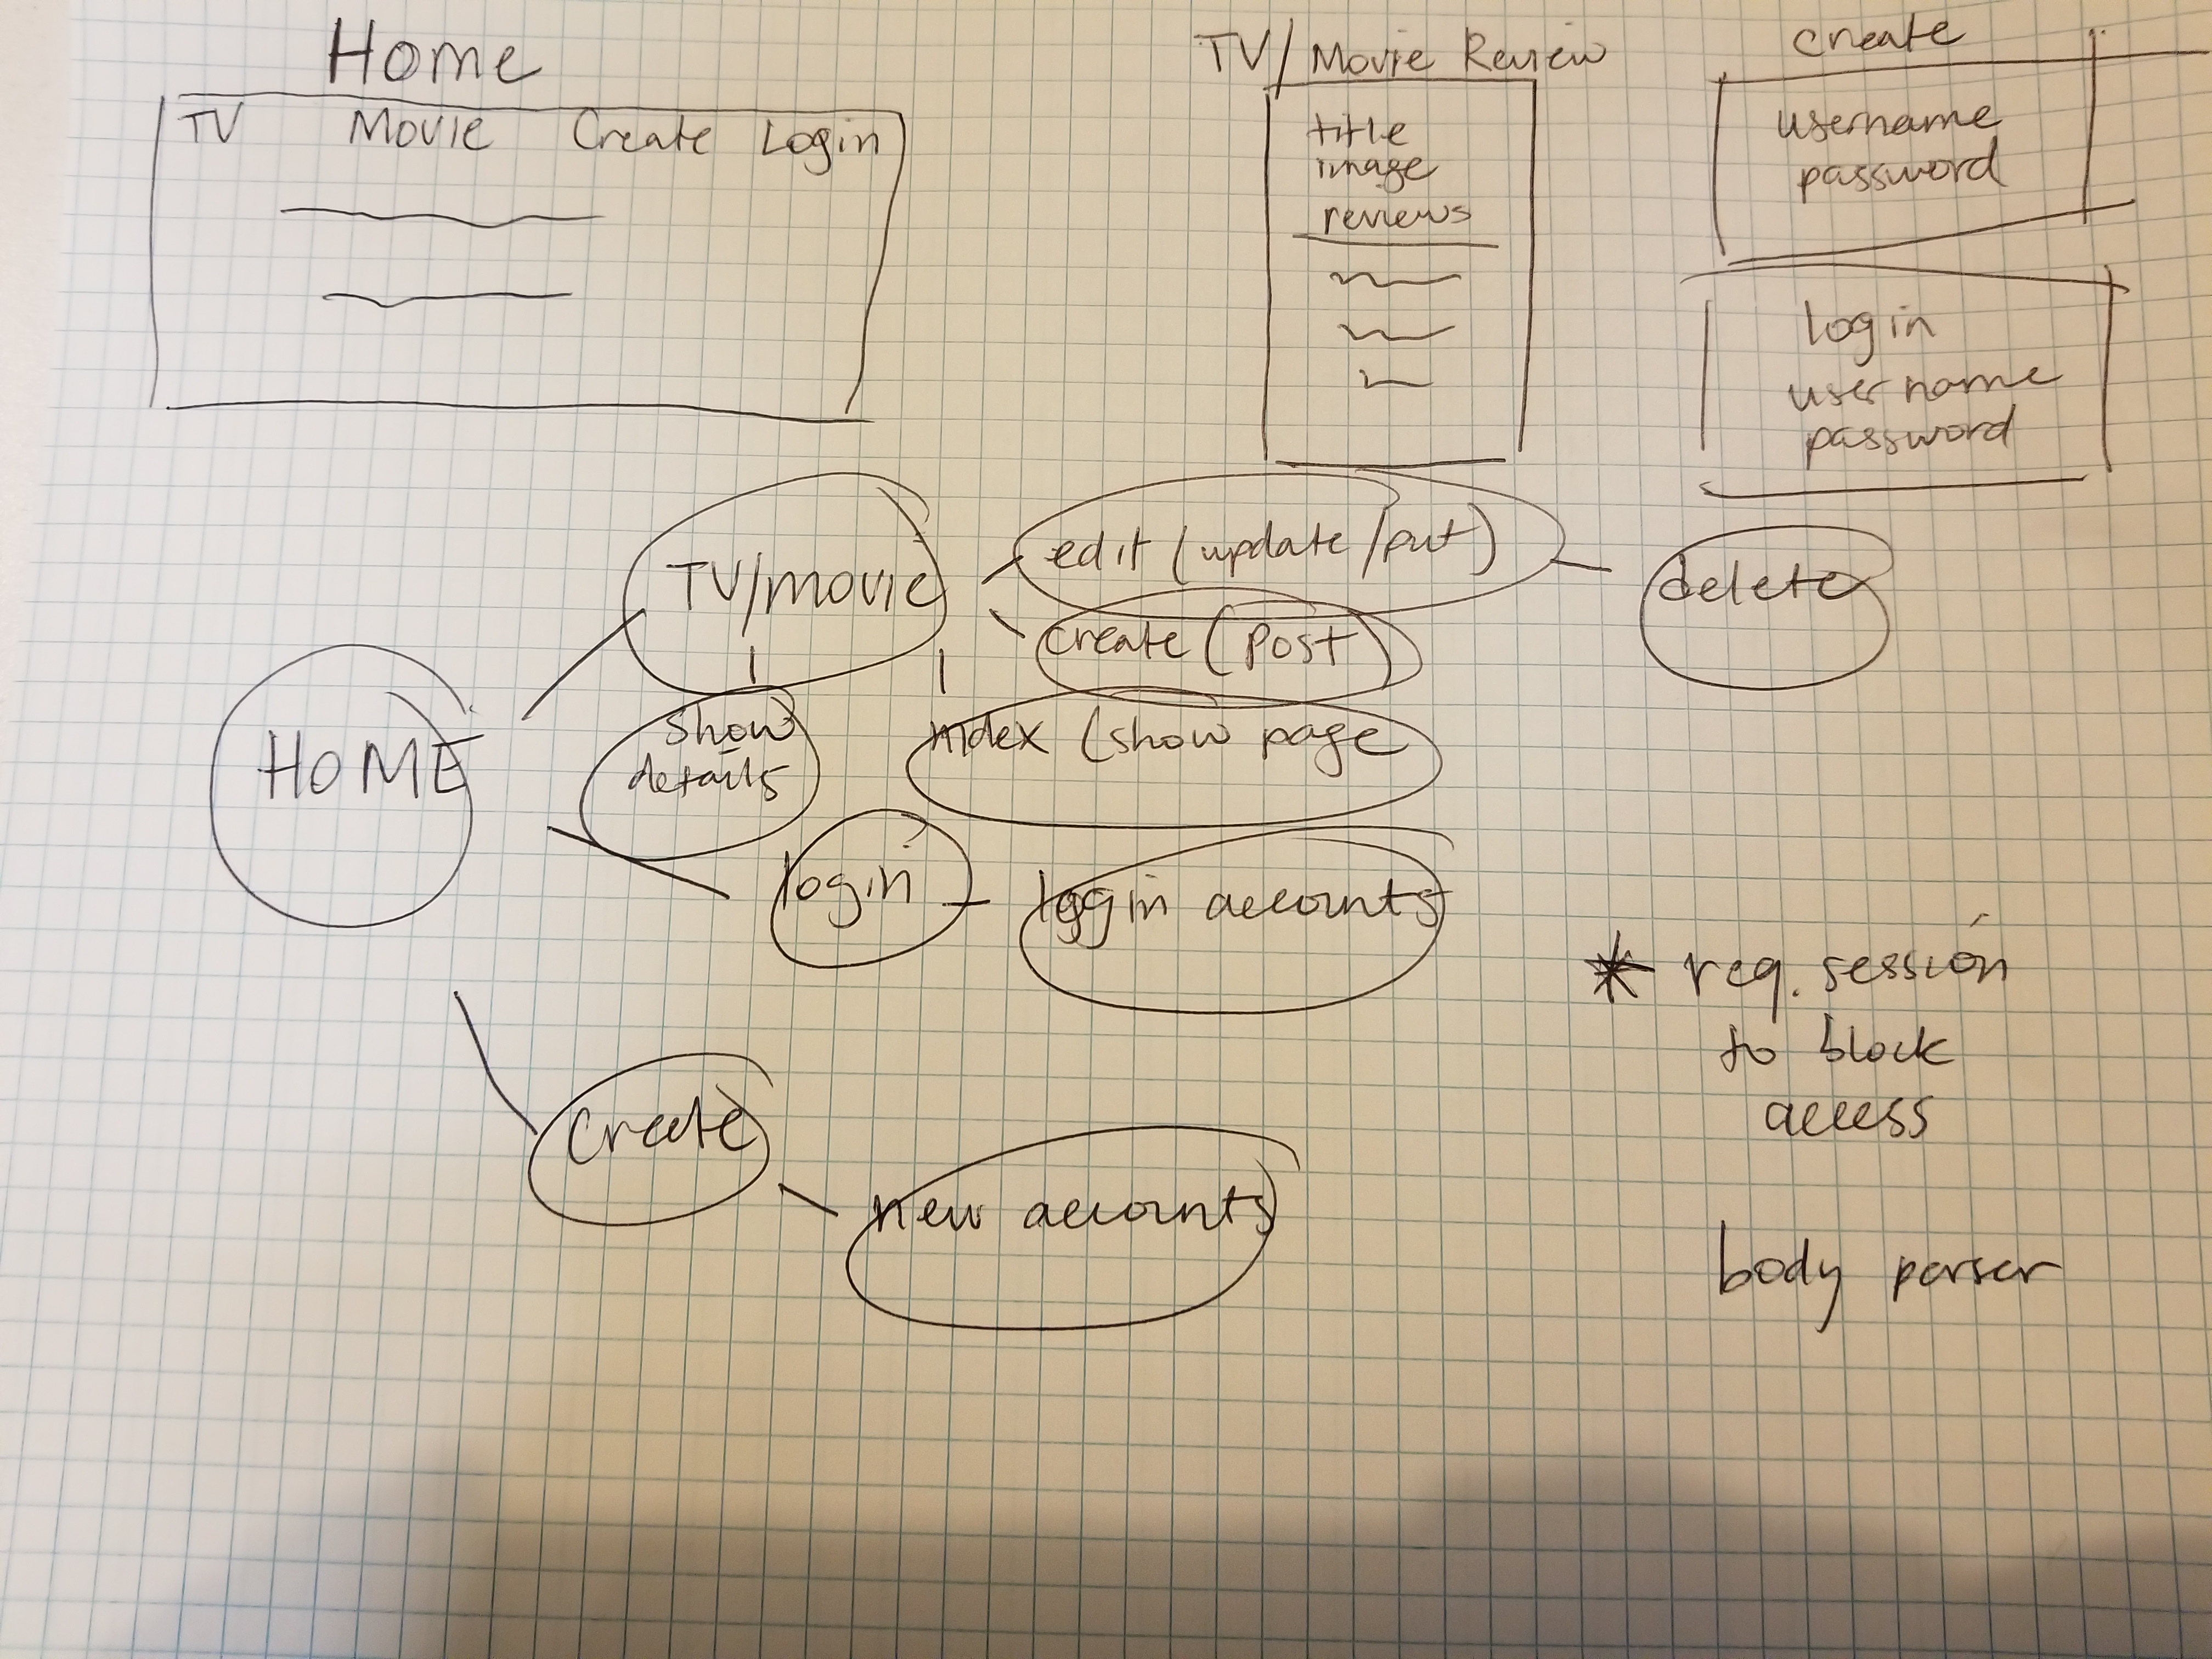 Home
TV Movie Create Login
TV/Movie Review
title
image
reviews
create
username
password
login
username
password
HOME
TV/Movie
edit (update/put)
delete
create (Post)
index (show page
show
details
login
login accounts
Create
new accounts
* req.session
to block
access
body parser